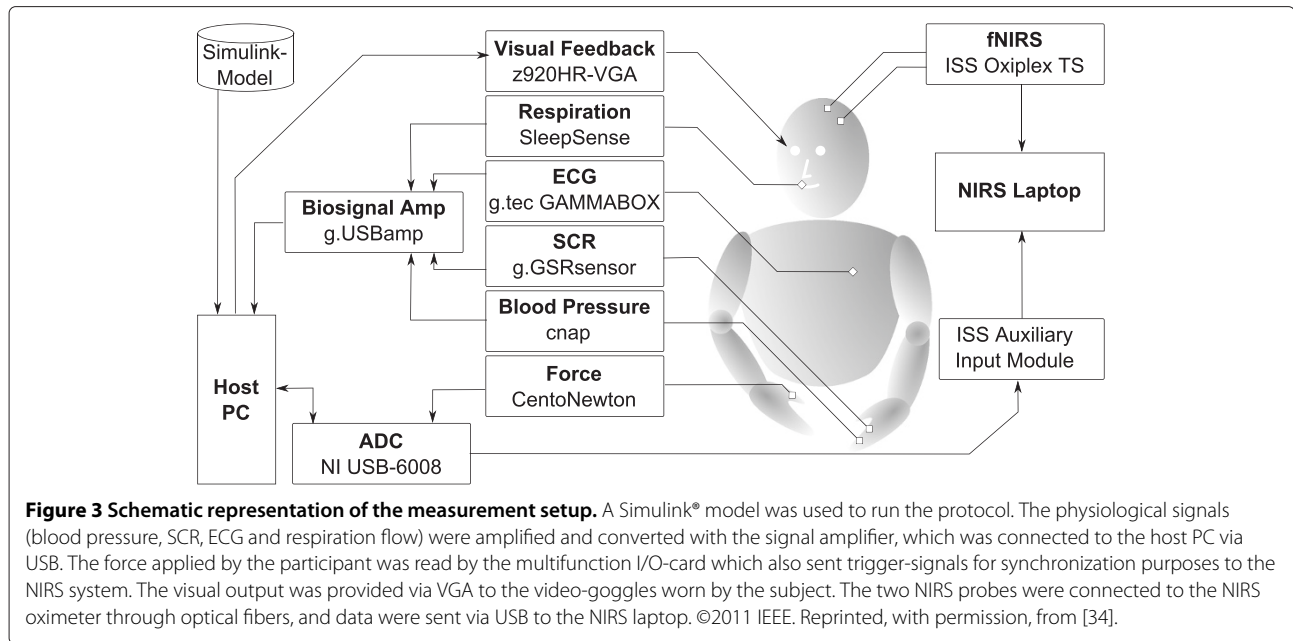 Simulink-
Model
Visual Feedback
z920HR-VGA
fNIRS
ISS Oxiplex TS
Respiration
SleepSense
ECG
g.tec GAMMABOX
NIRS Laptop
Biosignal Amp
g.USBamp
SCR
g.GSRsensor
Blood Pressure
cnap
ISS Auxiliary
Input Module
Force
CentoNewton
Host
PC
ADC
NI USB-6008
Figure 3 Schematic representation of the measurement setup. A Simulink® model was used to run the protocol. The physiological signals
(blood pressure, SCR, ECG and respiration flow) were amplified and converted with the signal amplifier, which was connected to the host PC via
USB. The force applied by the participant was read by the multifunction I/O-card which also sent trigger-signals for synchronization purposes to the
NIRS system. The visual output was provided via VGA to the video-goggles worn by the subject. The two NIRS probes were connected to the NIRS
oximeter through optical fibers, and data were sent via USB to the NIRS laptop. ©2011 IEEE. Reprinted, with permission, from [34].